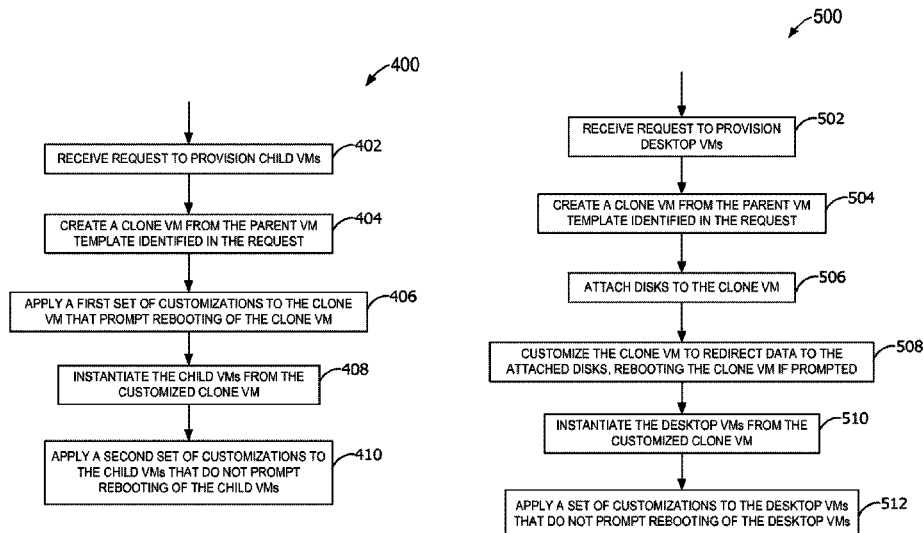 400
RECEIVE REQUEST TO PROVISION CHILD VMs
402
CREATE A CLONE VM FROM THE PARENT VM
TEMPLATE IDENTIFIED IN THE REQUEST
404
APPLY A FIRST SET OF CUSTOMIZATIONS TO THE CLONE
VM THAT PROMPT REBOOTING OF THE CLONE VM
406
INSTANTIATE THE CHILD VMs FROM THE
CUSTOMIZED CLONE VM
408
APPLY A SECOND SET OF CUSTOMIZATIONS TO
THE CHILD VMs THAT DO NOT PROMPT
REBOOTING OF THE CHILD VMs
410
500
RECEIVE REQUEST TO PROVISION
DESKTOP VMs
502
CREATE A CLONE VM FROM THE PARENT VM
TEMPLATE IDENTIFIED IN THE REQUEST
504
ATTACH DISKS TO THE CLONE VM
506
CUSTOMIZE THE CLONE VM TO REDIRECT DATA TO THE
ATTACHED DISKS, REBOOTING THE CLONE VM IF PROMPTED
508
INSTANTIATE THE DESKTOP VMs FROM THE
CUSTOMIZED CLONE VM
510
APPLY A SET OF CUSTOMIZATIONS TO THE DESKTOP VMs
THAT DO NOT PROMPT REBOOTING OF THE DESKTOP VMs
512